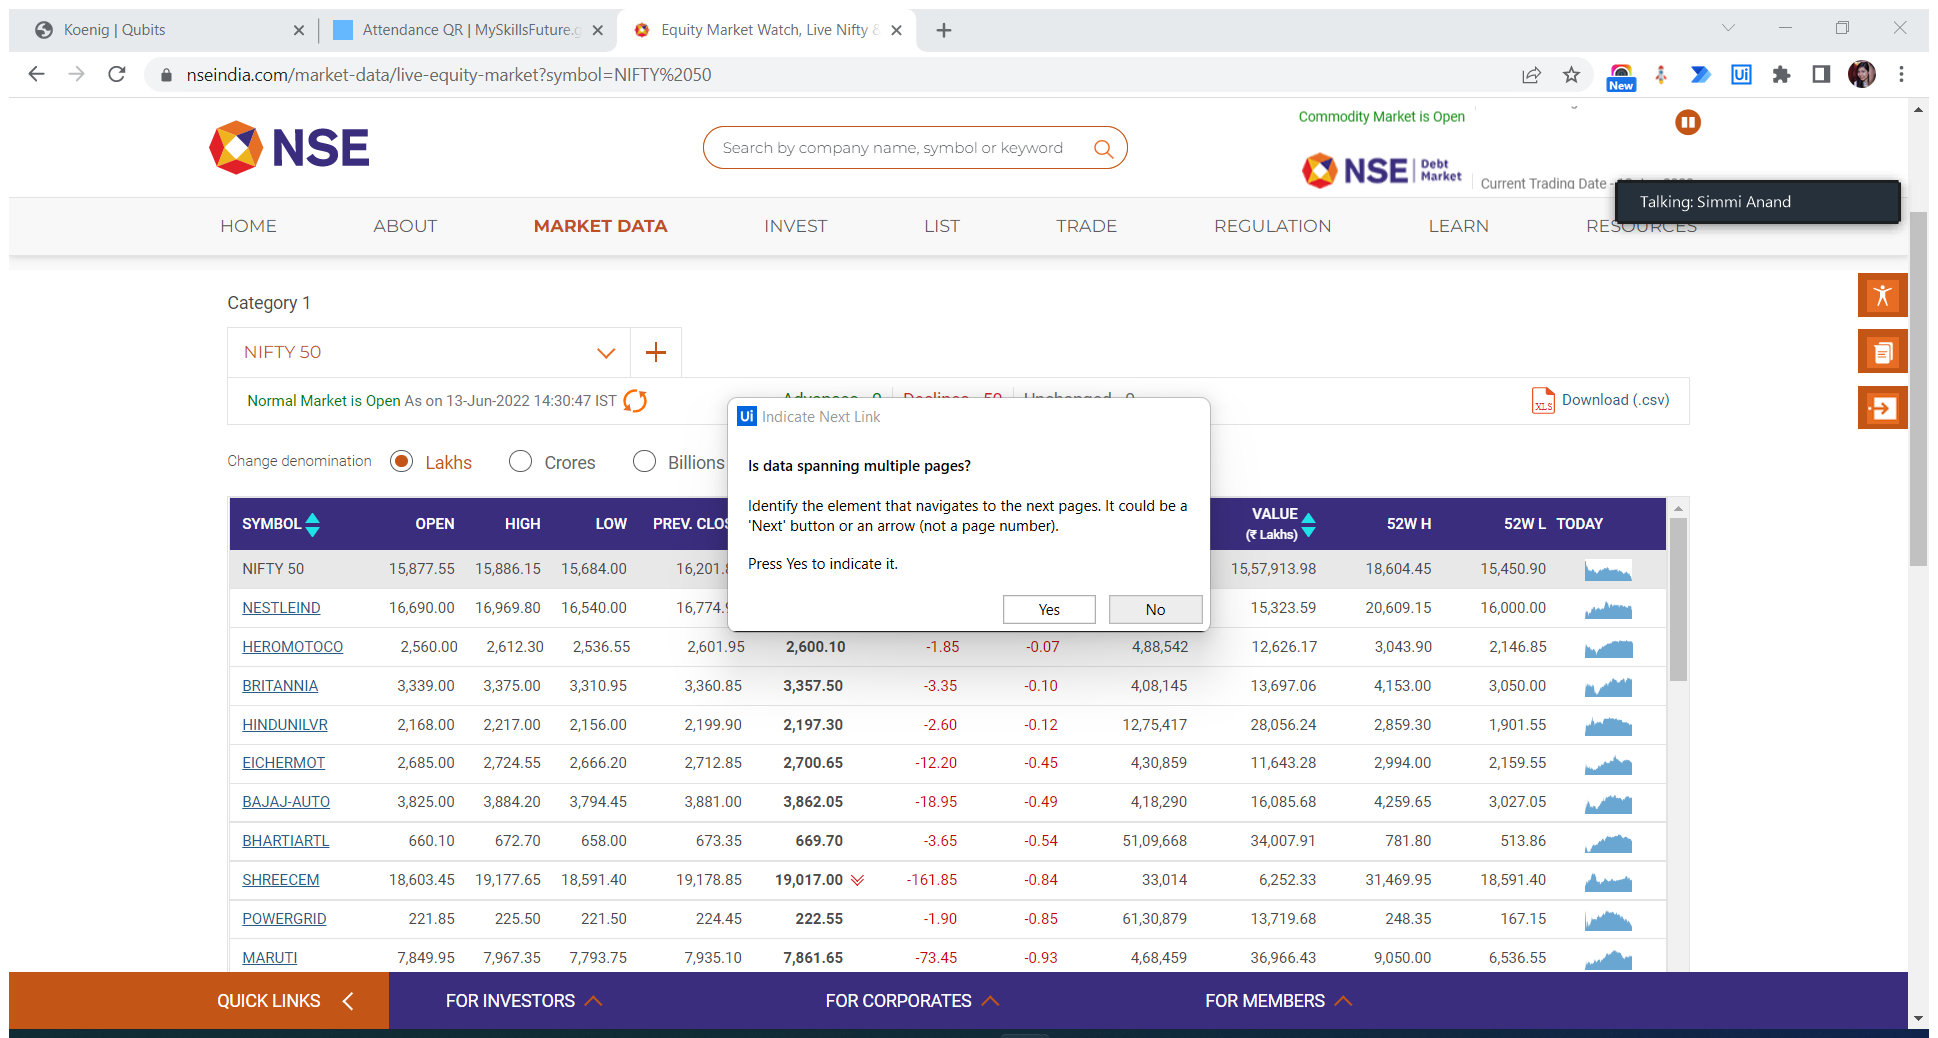 Koenig | Qubits
Attendance QR | MySkillsFuture.g
Equity Market Watch, Live Nifty &
nseindia.com/market-data/live-equity-market?symbol=NIFTY%2050
New
Ui
NSE
Search by company name, symbol or keyword
Commodity Market is Open
NSE Debt Market
Current Trading Date -
Talking: Simmi Anand
HOME ABOUT MARKET DATA INVEST LIST TRADE REGULATION LEARN RESOURCES
Category 1
NIFTY 50
Normal Market is Open As on 13-Jun-2022 14:30:47 IST
Advances 0 Declines 50 Unchanged 0
XLS Download (.csv)
Change denomination Lakhs Crores Billions
Ui Indicate Next Link
Is data spanning multiple pages?
Identify the element that navigates to the next pages. It could be a
'Next' button or an arrow (not a page number).
Press Yes to indicate it.
Yes No
SYMBOL OPEN HIGH LOW PREV. CLOS VALUE (₹ Lakhs) 52W H 52W L TODAY
NIFTY 50 15,877.55 15,886.15 15,684.00 16,201. 15,57,913.98 18,604.45 15,450.90
NESTLEIND 16,690.00 16,969.80 16,540.00 16,774. 15,323.59 20,609.15 16,000.00
HEROMOTOCO 2,560.00 2,612.30 2,536.55 2,601.95 2,600.10 -1.85 -0.07 4,88,542 12,626.17 3,043.90 2,146.85
BRITANNIA 3,339.00 3,375.00 3,310.95 3,360.85 3,357.50 -3.35 -0.10 4,08,145 13,697.06 4,153.00 3,050.00
HINDUNILVR 2,168.00 2,217.00 2,156.00 2,199.90 2,197.30 -2.60 -0.12 12,75,417 28,056.24 2,859.30 1,901.55
EICHERMOT 2,685.00 2,724.55 2,666.20 2,712.85 2,700.65 -12.20 -0.45 4,30,859 11,643.28 2,994.00 2,159.55
BAJAJ-AUTO 3,825.00 3,884.20 3,794.45 3,881.00 3,862.05 -18.95 -0.49 4,18,290 16,085.68 4,259.65 3,027.05
BHARTIARTL 660.10 672.70 658.00 673.35 669.70 -3.65 -0.54 51,09,668 34,007.91 781.80 513.86
SHREECEM 18,603.45 19,177.65 18,591.40 19,178.85 19,017.00 -161.85 -0.84 33,014 6,252.33 31,469.95 18,591.40
POWERGRID 221.85 225.50 221.50 224.45 222.55 -1.90 -0.85 61,30,879 13,719.68 248.35 167.15
MARUTI 7,849.95 7,967.35 7,793.75 7,935.10 7,861.65 -73.45 -0.93 4,68,459 36,966.43 9,050.00 6,536.55
QUICK LINKS FOR INVESTORS FOR CORPORATES FOR MEMBERS